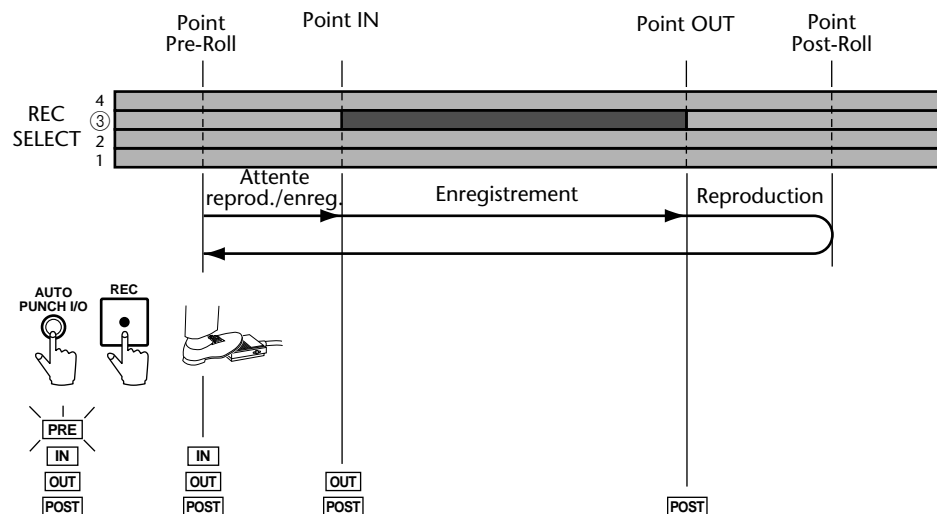 Point
Pre-Roll
Point IN
Point OUT
Point
Post-Roll
REC
SELECT
4
③
2
1
Attente
reprod./enreg.
Enregistrement
Reproduction
AUTO
PUNCH I/O
REC
PRE
IN
OUT
POST
IN
OUT
POST
OUT
POST
POST